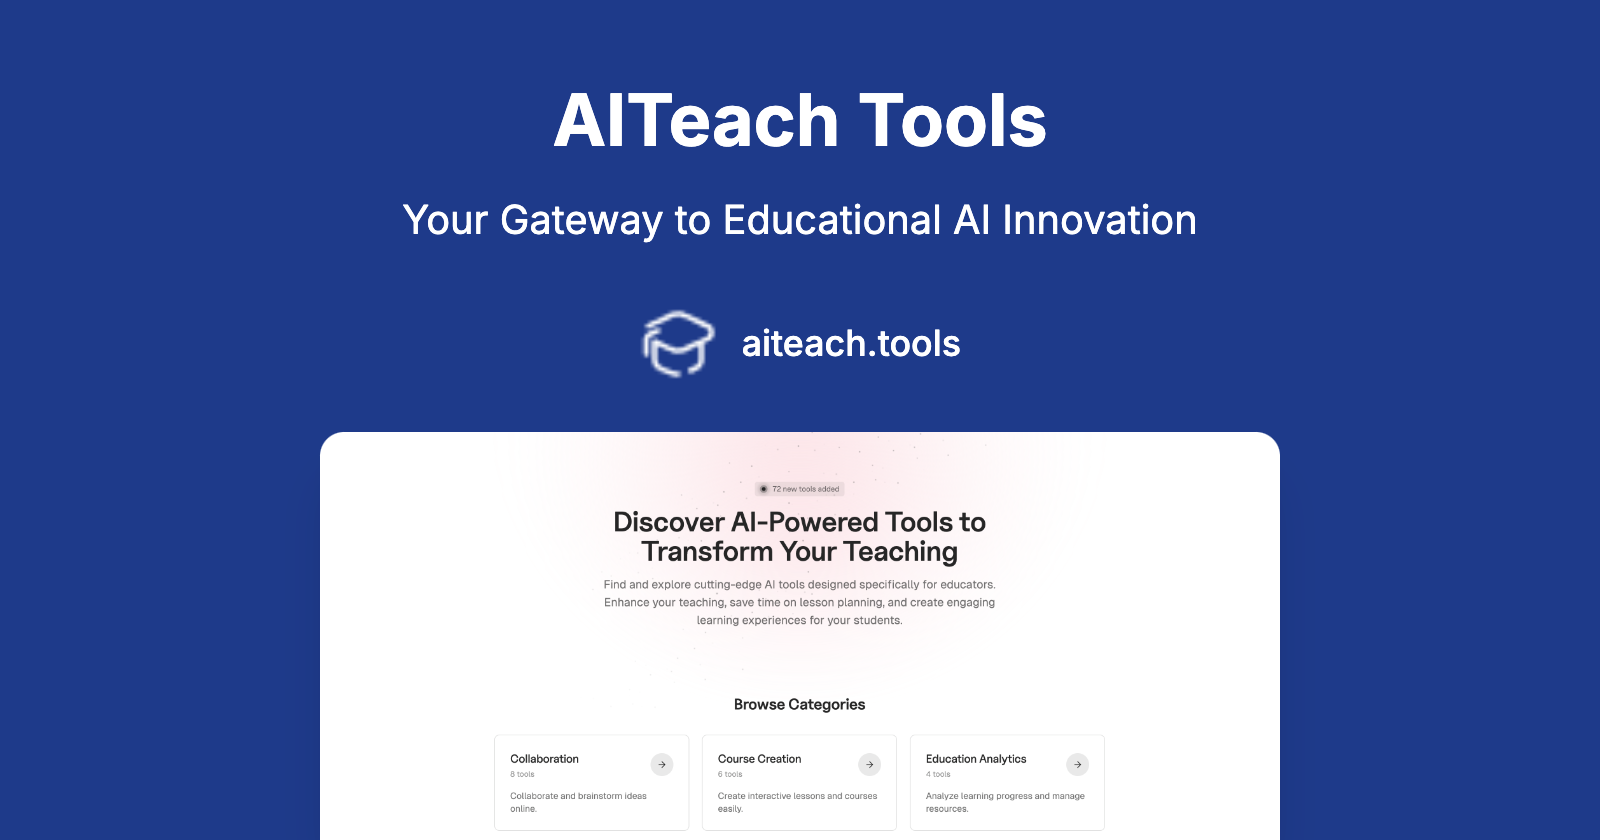 AITeach Tools
Your Gateway to Educational AI Innovation
aiteach.tools
72 new tools added
Discover AI-Powered Tools to
Transform Your Teaching
Find and explore cutting-edge AI tools designed specifically for educators.
Enhance your teaching, save time on lesson planning, and create engaging
learning experiences for your students.
Browse Categories
Collaboration
8 tools
Collaborate and brainstorm ideas
online.
Course Creation
6 tools
Create interactive lessons and courses
easily.
Education Analytics
4 tools
Analyze learning progress and manage
resources.